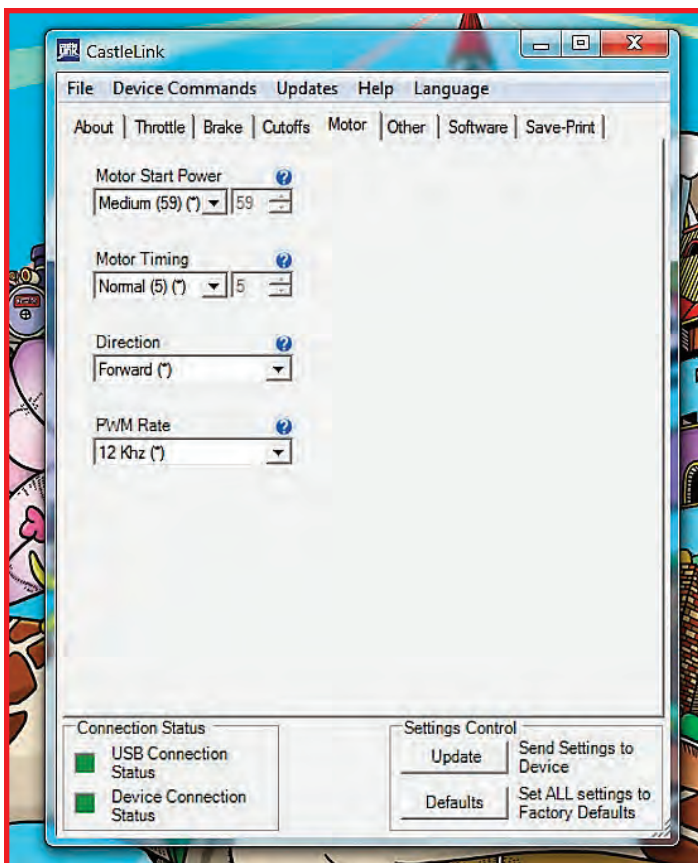 CastleLink
File Device Commands Updates Help Language
About Throttle Brake Cutoffs Motor Other Software Save-Print
Motor Start Power
Medium (59) (*) 59
Motor Timing
Normal (5) (*) 5
Direction
Forward (*)
PWM Rate
12 Khz (*)
Connection Status
USB Connection
Status
Device Connection
Status
Settings Control
Update
Send Settings to
Device
Defaults
Set ALL settings to
Factory Defaults